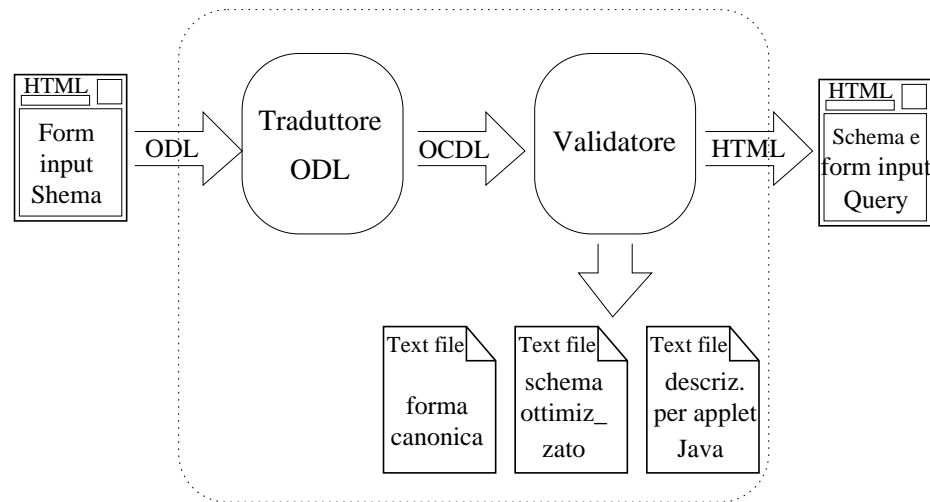 HTML
Form
input
Shema
ODL
Traduttore
ODL
OCDL
Validatore
HTML
HTML
Schema e
form input
Query
Text file
forma
canonica
Text file
schema
ottimiz_
zato
Text file
descriz.
per applet
Java